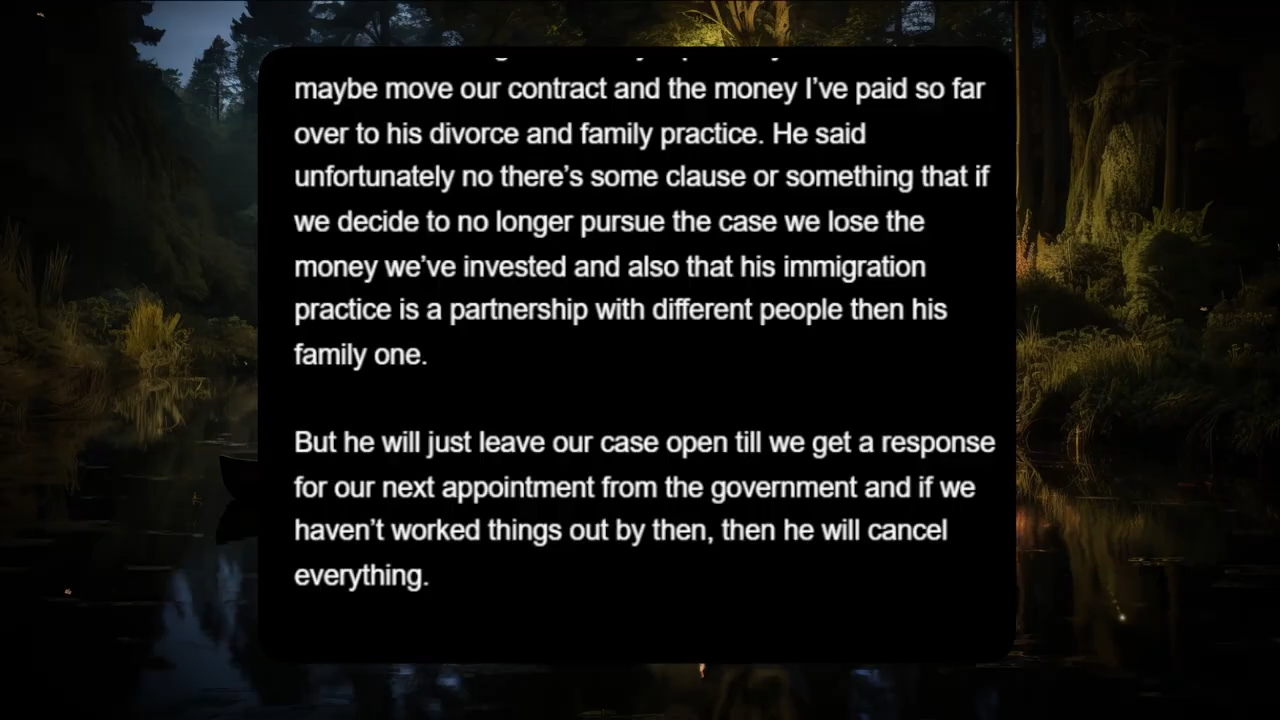 maybe move our contract and the money I’ve paid so far
over to his divorce and family practice. He said
unfortunately no there’s some clause or something that if
we decide to no longer pursue the case we lose the
money we’ve invested and also that his immigration
practice is a partnership with different people then his
family one.
But he will just leave our case open till we get a response
for our next appointment from the government and if we
haven’t worked things out by then, then he will cancel
everything.